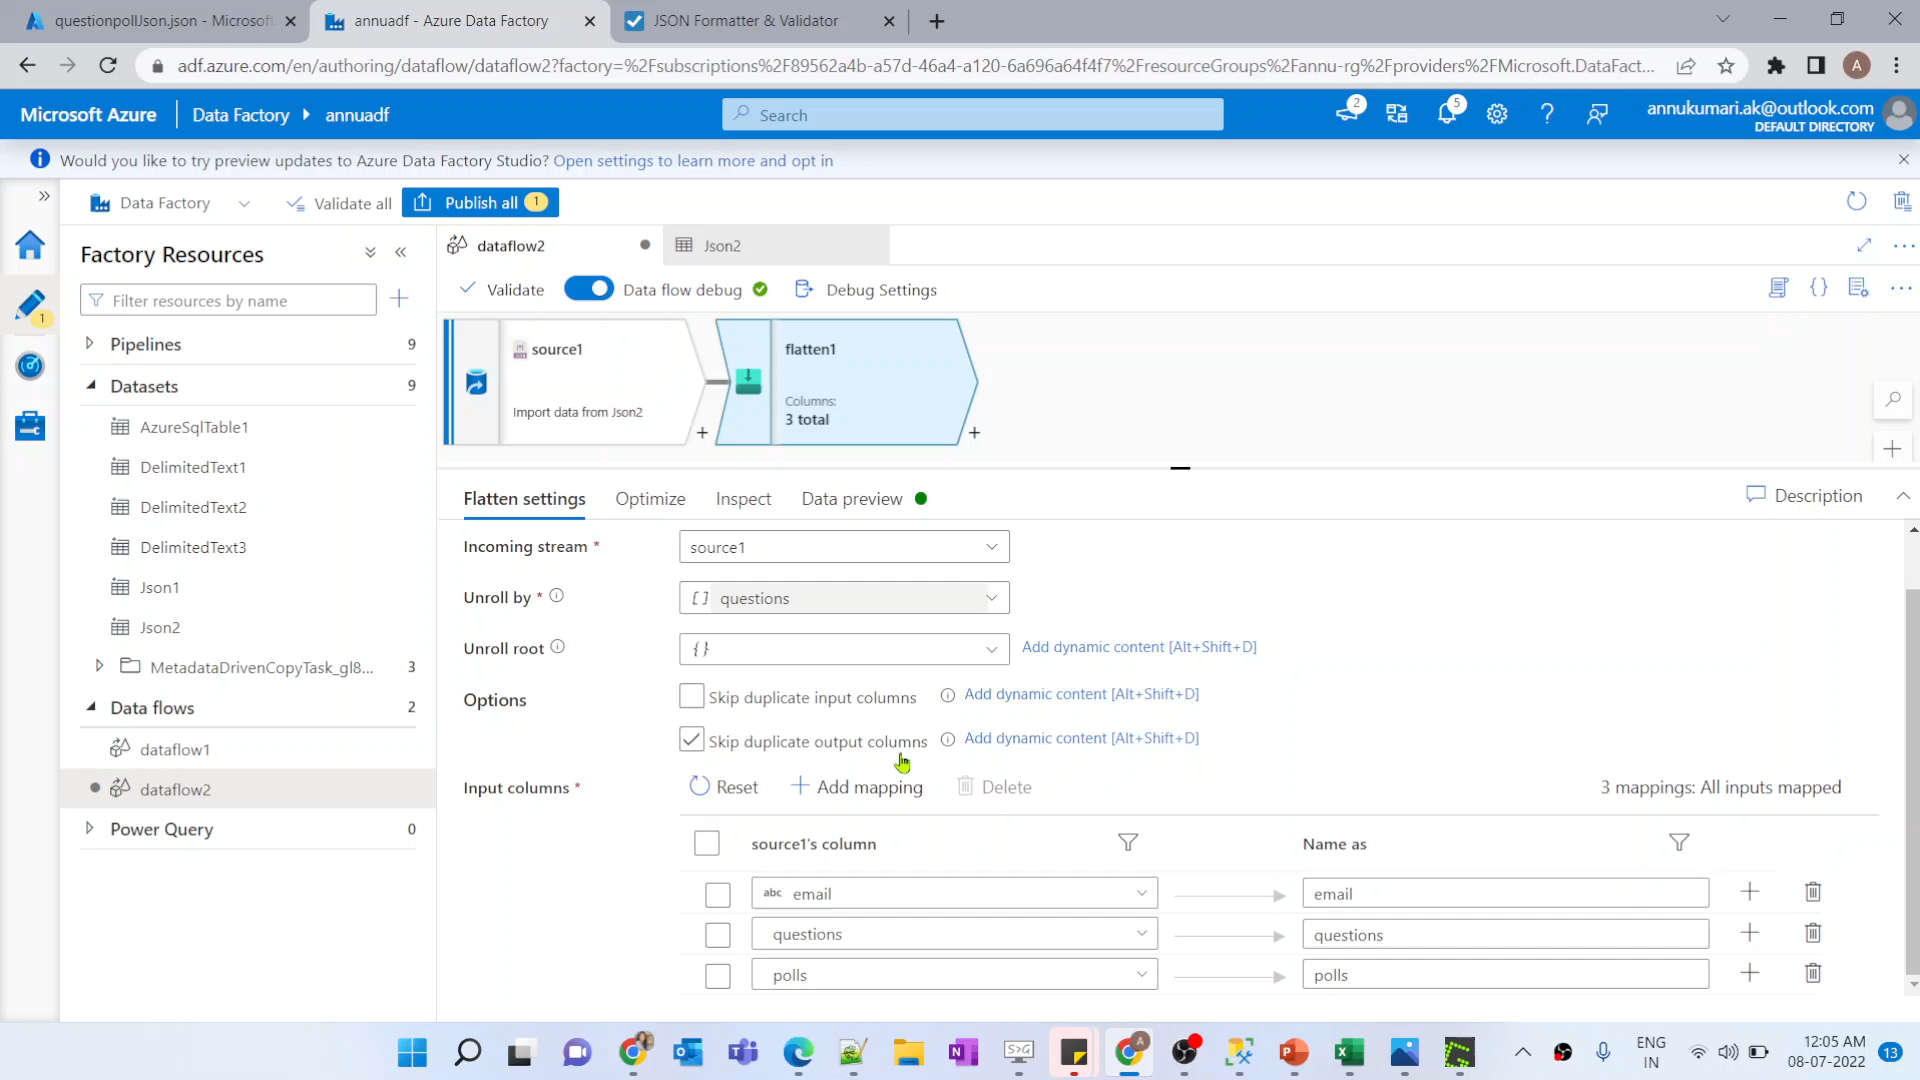 questionpollJson.json - Microsoft
annuadf - Azure Data Factory
JSON Formatter & Validator
adf.azure.com/en/authoring/dataflow/dataflow2?factory=%2Fsubscriptions%2F89562a4b-a57d-46a4-a120-6a696a64f4f7%2FresourceGroups%2Fannu-rg%2Fproviders%2FMicrosoft.DataFact...
A
Microsoft Azure
Data Factory
annuadf
Search
2
5
annukumari.ak@outlook.com
DEFAULT DIRECTORY
Would you like to try preview updates to Azure Data Factory Studio? Open settings to learn more and opt in
Data Factory
Validate all
Publish all 1
Factory Resources
dataflow2
Json2
1
Filter resources by name
Validate
Data flow debug
Debug Settings
Pipelines 9
Datasets 9
AzureSqlTable1
DelimitedText1
DelimitedText2
DelimitedText3
Json1
Json2
MetadataDrivenCopyTask_gl8... 3
Data flows 2
dataflow1
dataflow2
Power Query 0
source1
Import data from Json2
flatten1
Columns:
3 total
Flatten settings
Optimize
Inspect
Data preview
Description
Incoming stream *
source1
Unroll by *
[] questions
Unroll root
{}
Add dynamic content [Alt+Shift+D]
Options
Skip duplicate input columns
Add dynamic content [Alt+Shift+D]
Skip duplicate output columns
Add dynamic content [Alt+Shift+D]
Input columns *
Reset
Add mapping
Delete
3 mappings: All inputs mapped
source1's column
Name as
abc email
email
questions
questions
polls
polls
ENG
IN
12:05 AM
08-07-2022
13